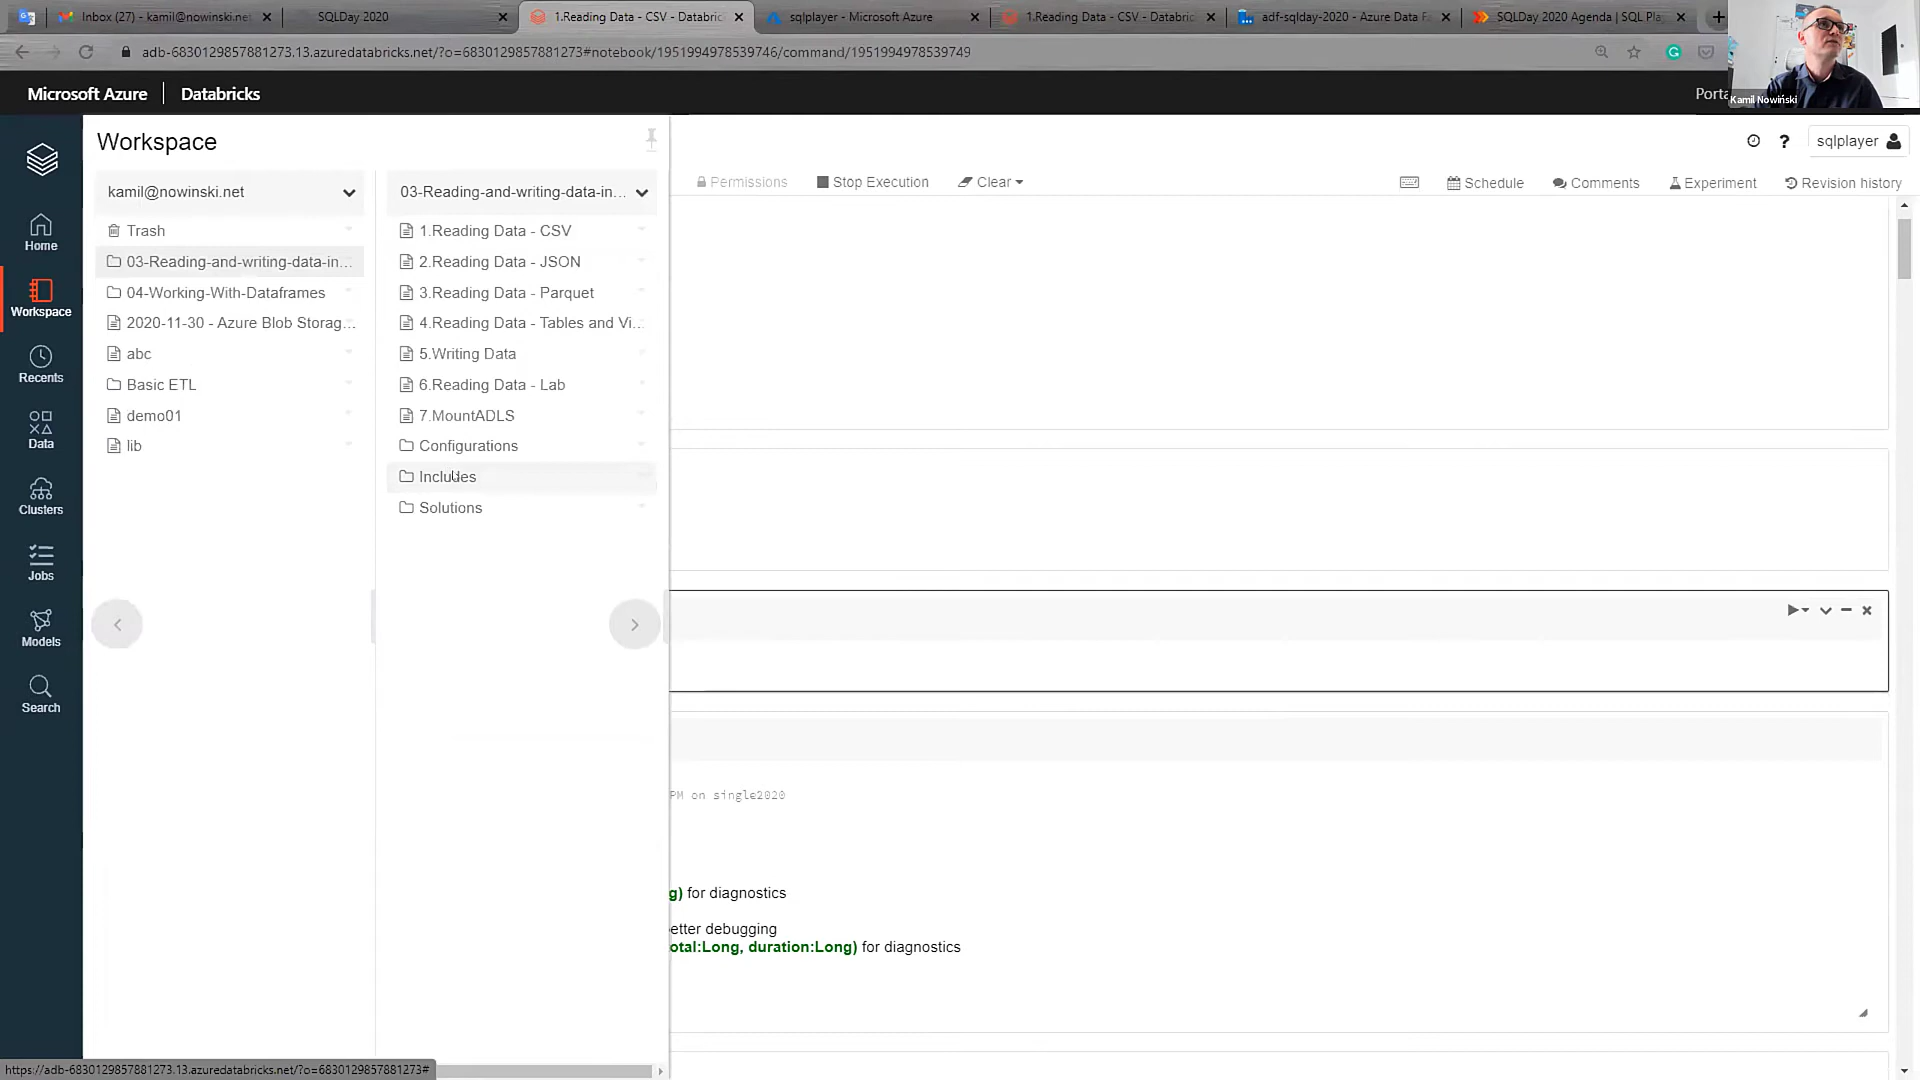 Inbox (27) - kamil@nowinski.net
SQLDay 2020
1.Reading Data - CSV - Databric
sqlplayer - Microsoft Azure
1.Reading Data - CSV - Databric
adf-sqlday-2020 - Azure Data F
SQLDay 2020 Agenda | SQL Pla
adb-6830129857881273.13.azuredatabricks.net/?o=6830129857881273#notebook/1951994978539746/command/1951994978539749
Microsoft Azure
Databricks
Porta
Kamil Nowiński
Workspace
sqlplayer
kamil@nowinski.net
03-Reading-and-writing-data-in...
Permissions
Stop Execution
Clear
Schedule
Comments
Experiment
Revision history
Trash
03-Reading-and-writing-data-in...
04-Working-With-Dataframes
2020-11-30 - Azure Blob Storag...
abc
Basic ETL
demo01
lib
1.Reading Data - CSV
2.Reading Data - JSON
3.Reading Data - Parquet
4.Reading Data - Tables and Vi...
5.Writing Data
6.Reading Data - Lab
7.MountADLS
Configurations
Includes
Solutions
Home
Workspace
Recents
Data
Clusters
Jobs
Models
Search
PM on single2020
g) for diagnostics
etter debugging
otal:Long, duration:Long) for diagnostics
https://adb-6830129857881273.13.azuredatabricks.net/?o=6830129857881273#